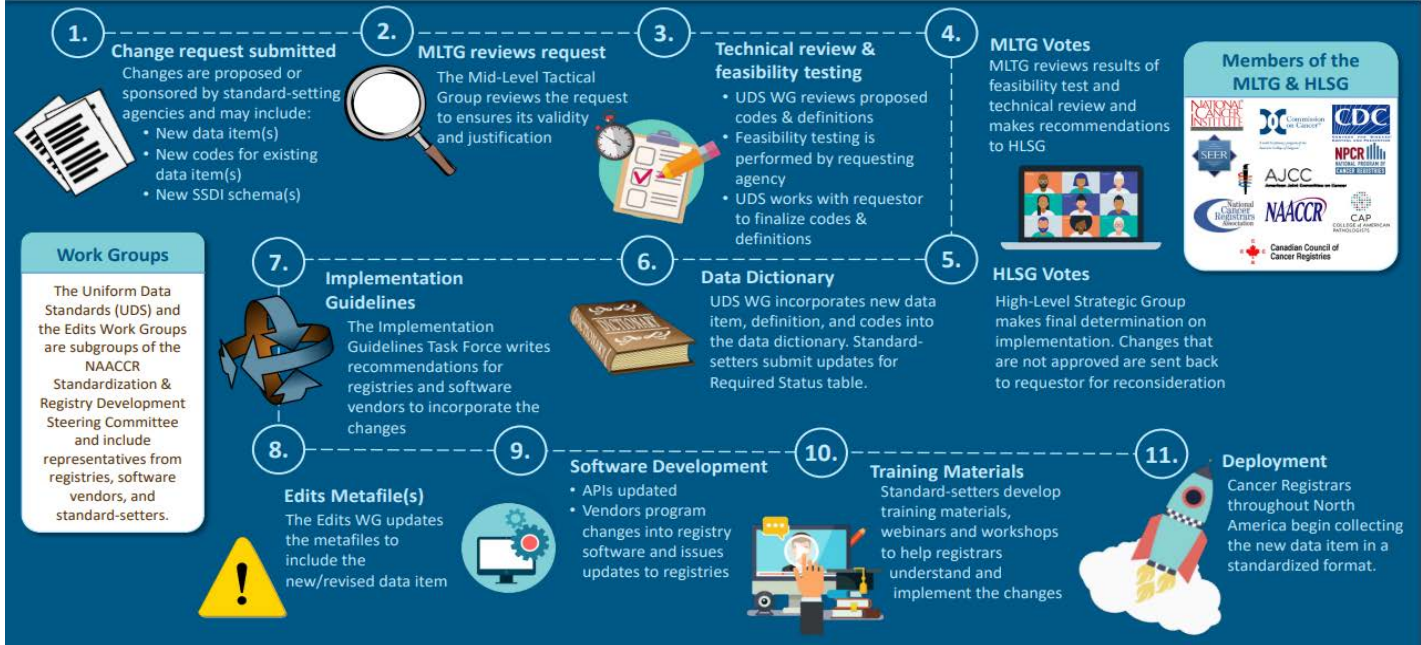 1.
Change request submitted
Changes are proposed or
sponsored by standard-setting
agencies and may include:
• New data item(s)
• New codes for existing
data item(s)
• New SSDI schema(s)
2.
MLTG reviews request
The Mid-Level Tactical
Group reviews the request
to ensures its validity
and justification
3.
Technical review &
feasibility testing
• UDS WG reviews proposed
codes & definitions
• Feasibility testing is
performed by requesting
agency
• UDS works with requestor
to finalize codes &
definitions
4.
MLTG Votes
MLTG reviews results of
feasibility test and
technical review and
makes recommendations
to HLSG
Members of the
MLTG & HLSG
NATIONAL
CANCER
INSTITUTE
Commission
on Cancer®
CDC
SEER
NPCR
NATIONAL PROGRAM OF
CANCER REGISTRIES
AJCC
American Joint Committee on Cancer
National
Cancer
Registrars
Association
NAACCR
CAP
COLLEGE of AMERICAN
PATHOLOGISTS
Canadian Council of
Cancer Registries
Work Groups
The Uniform Data
Standards (UDS) and
the Edits Work Groups
are subgroups of the
NAACCR
Standardization &
Registry Development
Steering Committee
and include
representatives from
registries, software
vendors, and
standard-setters.
5.
HLSG Votes
High-Level Strategic Group
makes final determination on
implementation. Changes that
are not approved are sent back
to requestor for reconsideration
6.
Data Dictionary
UDS WG incorporates new data
item, definition, and codes into
the data dictionary. Standard-
setters submit updates for
Required Status table.
DICTIONARY
7.
Implementation
Guidelines
The Implementation
Guidelines Task Force writes
recommendations for
registries and software
vendors to incorporate the
changes
8.
Edits Metafile(s)
The Edits WG updates
the metafiles to
include the
new/revised data item
!
9.
Software Development
• APIs updated
• Vendors program
changes into registry
software and issues
updates to registries
10.
Training Materials
Standard-setters develop
training materials,
webinars and workshops
to help registrars
understand and
implement the changes
11.
Deployment
Cancer Registrars
throughout North
America begin collecting
the new data item in a
standardized format.